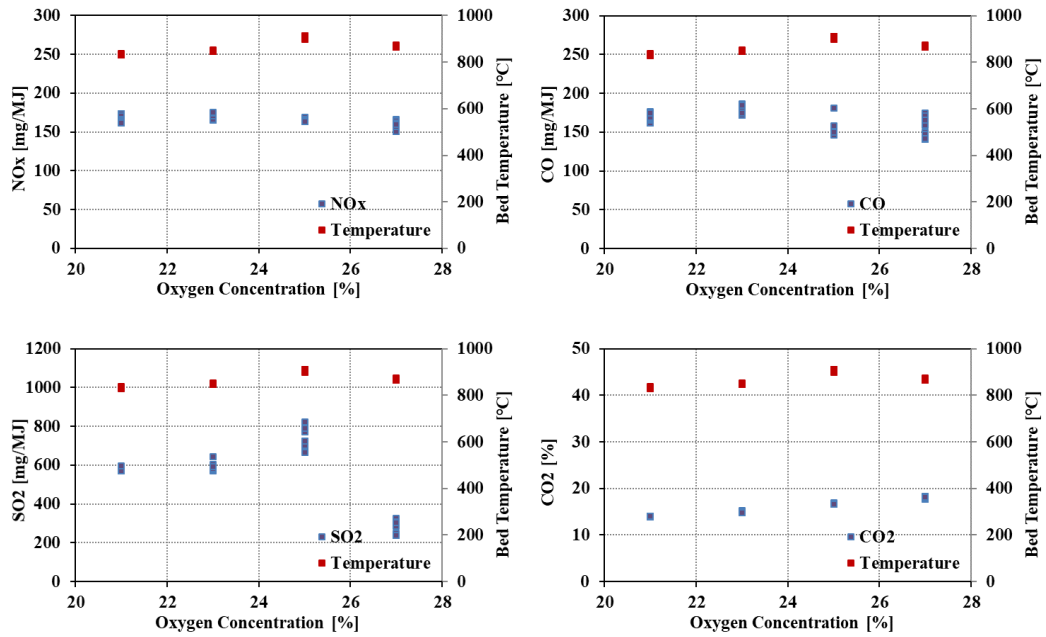 300
250
200
150
100
50
0
NOx [mg/MJ]
1000
800
600
400
200
0
Bed Temperature [°C]
NOx
Temperature
20 22 24 26 28
Oxygen Concentration [%]
300
250
200
150
100
50
0
CO [mg/MJ]
1000
800
600
400
200
0
Bed Temperature [°C]
CO
Temperature
20 22 24 26 28
Oxygen Concentration [%]
1200
1000
800
600
400
200
0
SO2 [mg/MJ]
1000
800
600
400
200
0
Bed Temperature [°C]
SO2
Temperature
20 22 24 26 28
Oxygen Concentration [%]
50
40
30
20
10
0
CO2 [%]
1000
800
600
400
200
0
Bed Temperature [°C]
CO2
Temperature
20 22 24 26 28
Oxygen Concentration [%]